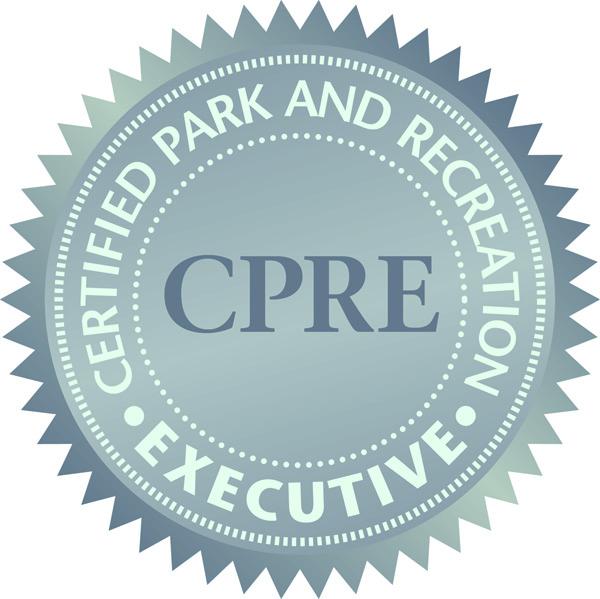 CERTIFIED PARK AND RECREATION
CPRE
•EXECUTIVE•